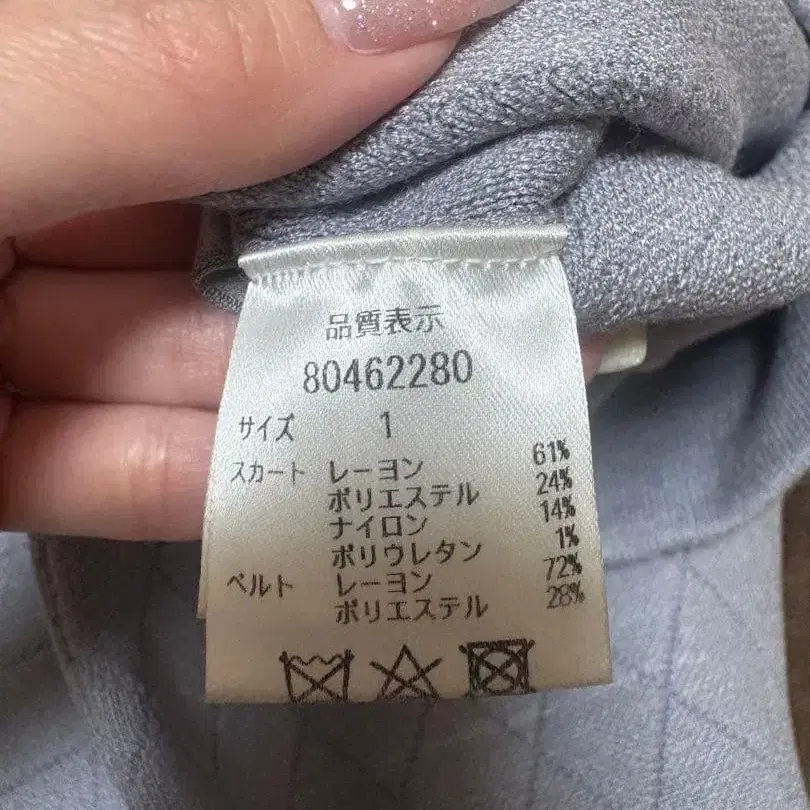 品質表示
80462280
サイズ 1
スカート レーヨン 61%
ポリエステル 24%
ナイロン 14%
ポリウレタン 1%
ベルト レーヨン 72%
ポリエステル 28%